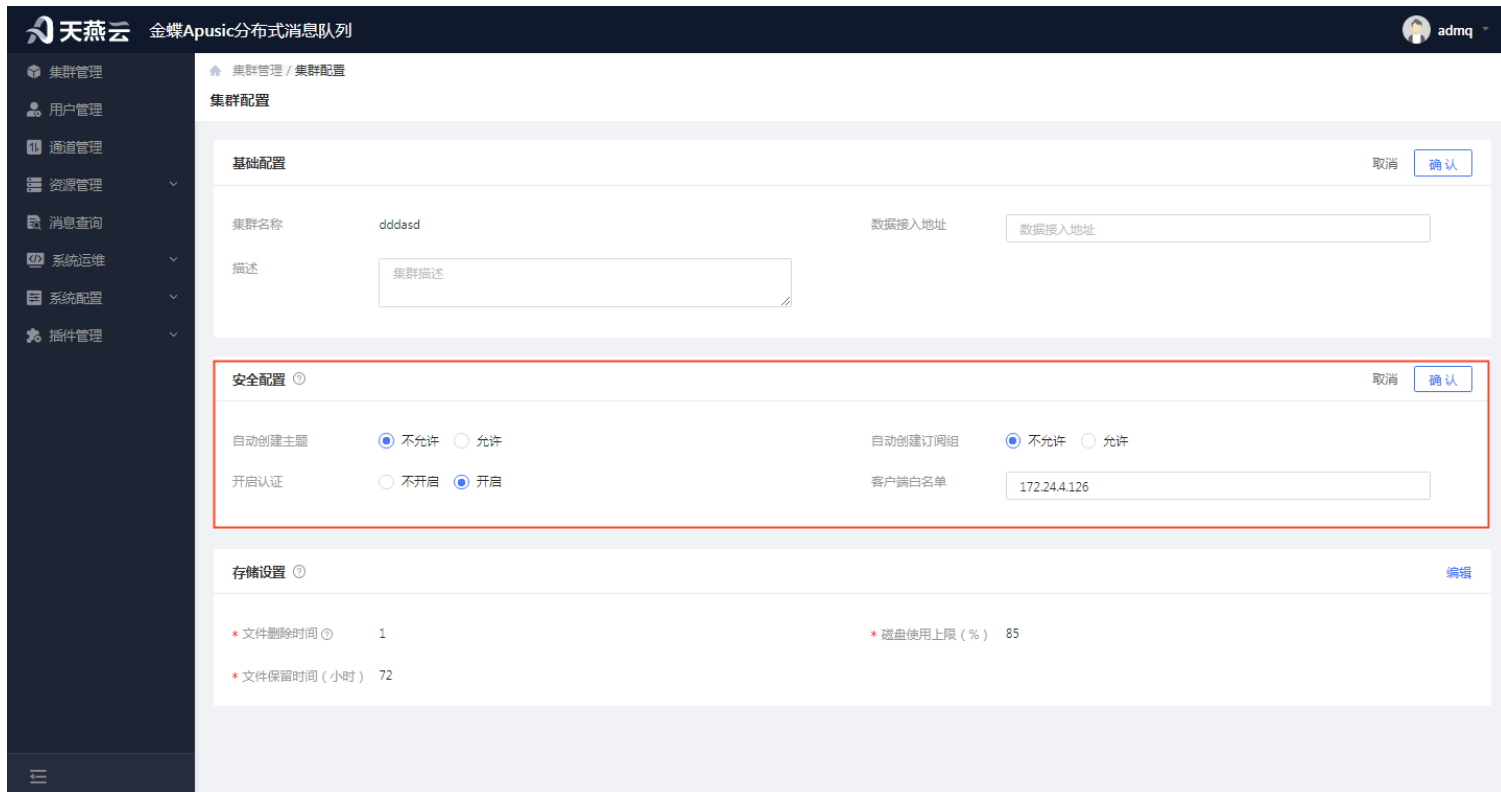 天燕云 金蝶Apusic分布式消息队列 admq
集群管理
用户管理
通道管理
资源管理
消息查询
系统运维
系统配置
插件管理
集群管理 / 集群配置
集群配置
基础配置 取消 确认
集群名称 dddasd 数据接入地址 数据接入地址
描述 集群描述
安全配置 取消 确认
自动创建主题 不允许 允许 自动创建订阅组 不允许 允许
开启认证 不开启 开启 客户端白名单 172.24.4.126
存储设置 编辑
* 文件删除时间 1 * 磁盘使用上限(%) 85
* 文件保留时间(小时) 72